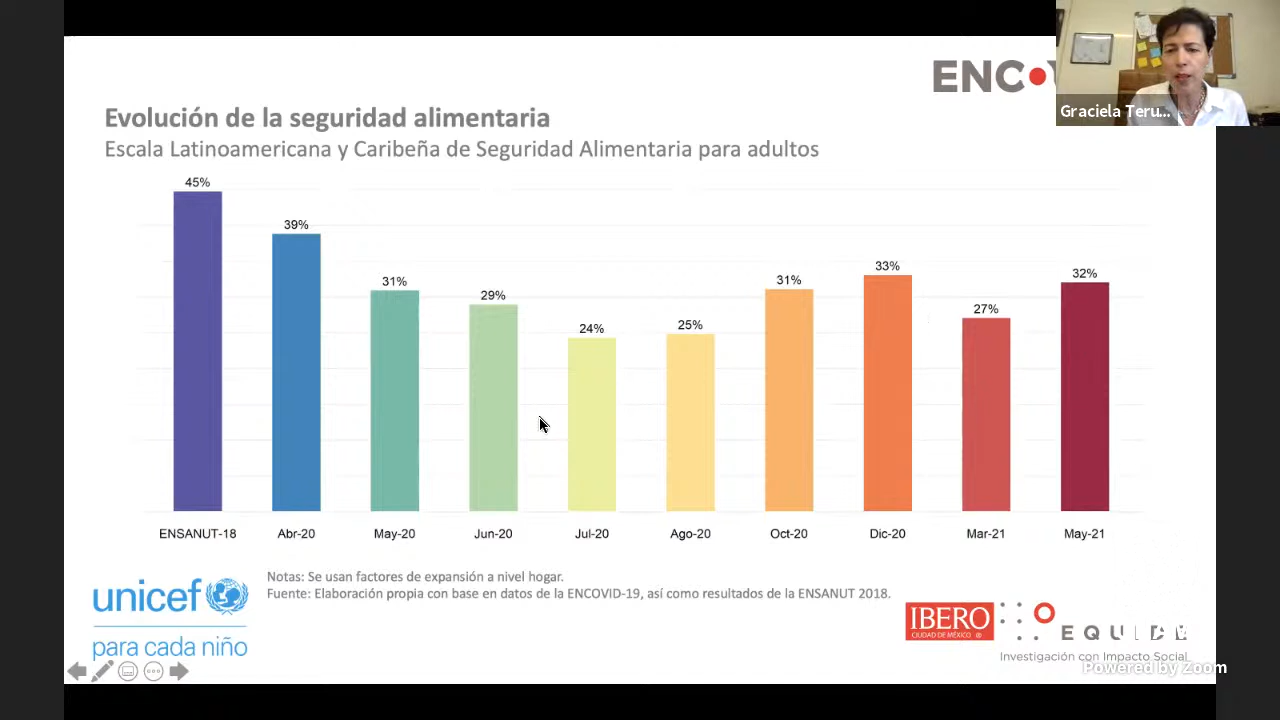 ENC
Graciela Teru...
Evolución de la seguridad alimentaria
Escala Latinoamericana y Caribeña de Seguridad Alimentaria para adultos
45%
39%
31%
29%
24%
25%
31%
33%
27%
32%
ENSANUT-18 Abr-20 May-20 Jun-20 Jul-20 Ago-20 Oct-20 Dic-20 Mar-21 May-21
Notas: Se usan factores de expansión a nivel hogar.
Fuente: Elaboración propia con base en datos de la ENCOVID-19, así como resultados de la ENSANUT 2018.
unicef
para cada niño
IBERO
CIUDAD DE MÉXICO ®
EQUIDE
Investigación con Impacto Social
Powered by Zoom